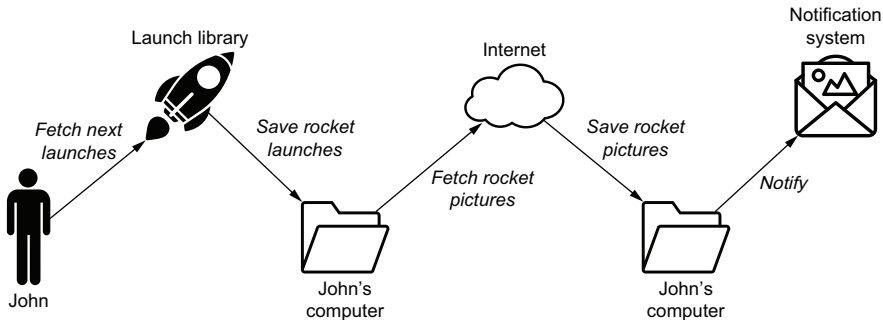 Launch library
Fetch next
launches
John
Save rocket
launches
John's
computer
Internet
Fetch rocket
pictures
Save rocket
pictures
John's
computer
Notify
Notification
system